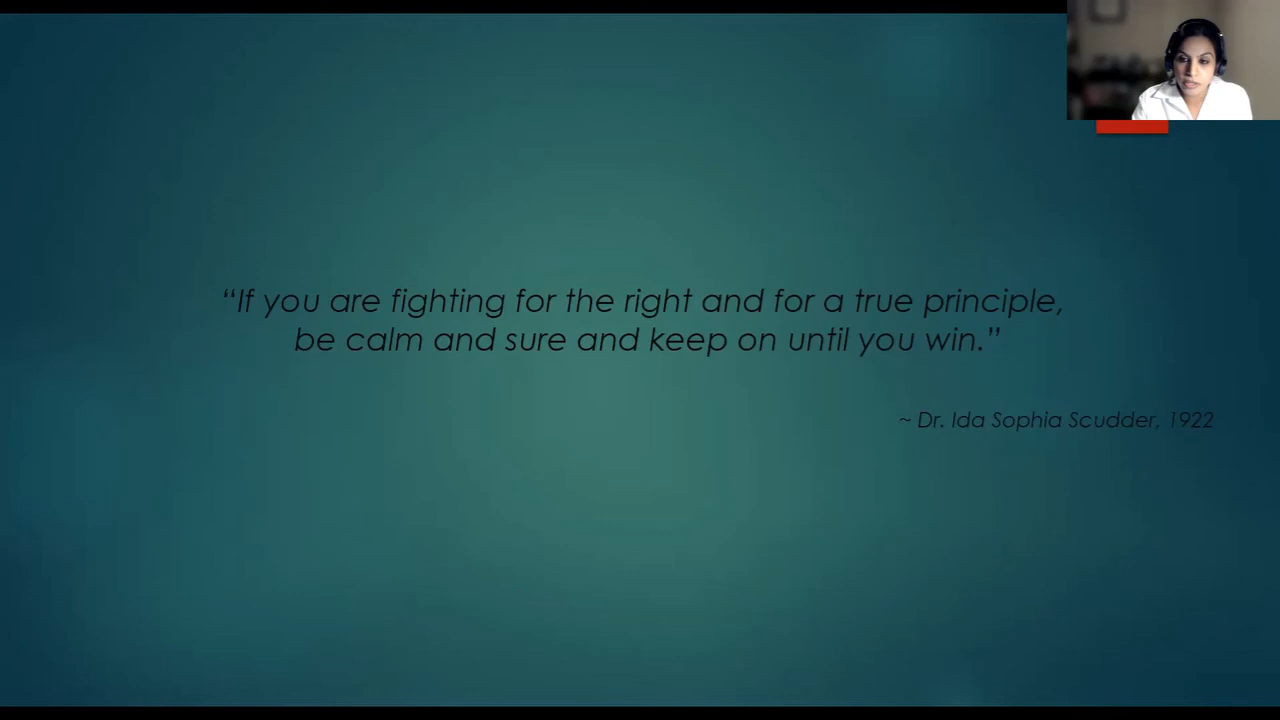 “If you are fighting for the right and for a true principle,
be calm and sure and keep on until you win.”
~ Dr. Ida Sophia Scudder, 1922